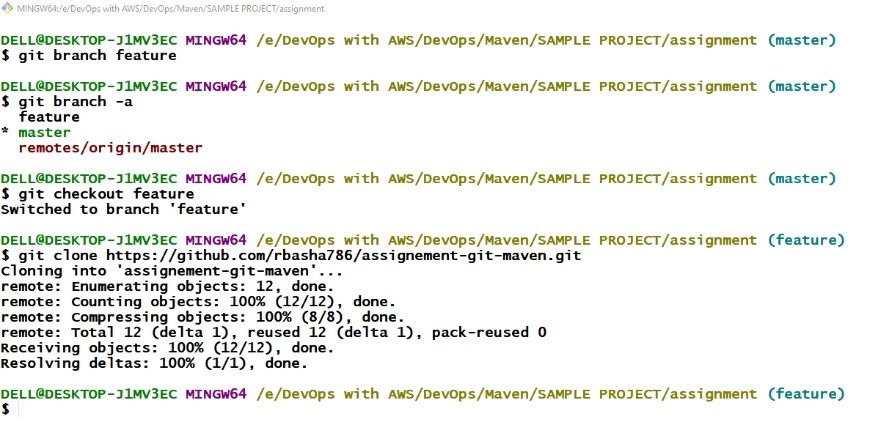 MINGW64:/e/DevOps with AWS/DevOps/Maven/SAMPLE PROJECT/assignment
DELL@DESKTOP-J1MV3EC MINGW64 /e/DevOps with AWS/DevOps/Maven/SAMPLE PROJECT/assignment (master)
$ git branch feature
DELL@DESKTOP-J1MV3EC MINGW64 /e/DevOps with AWS/DevOps/Maven/SAMPLE PROJECT/assignment (master)
$ git branch -a
  feature
* master
  remotes/origin/master
DELL@DESKTOP-J1MV3EC MINGW64 /e/DevOps with AWS/DevOps/Maven/SAMPLE PROJECT/assignment (master)
$ git checkout feature
Switched to branch 'feature'
DELL@DESKTOP-J1MV3EC MINGW64 /e/DevOps with AWS/DevOps/Maven/SAMPLE PROJECT/assignment (feature)
$ git clone https://github.com/rbasha786/assignement-git-maven.git
Cloning into 'assignement-git-maven'...
remote: Enumerating objects: 12, done.
remote: Counting objects: 100% (12/12), done.
remote: Compressing objects: 100% (8/8), done.
remote: Total 12 (delta 1), reused 12 (delta 1), pack-reused 0
Receiving objects: 100% (12/12), done.
Resolving deltas: 100% (1/1), done.
DELL@DESKTOP-J1MV3EC MINGW64 /e/DevOps with AWS/DevOps/Maven/SAMPLE PROJECT/assignment (feature)
$